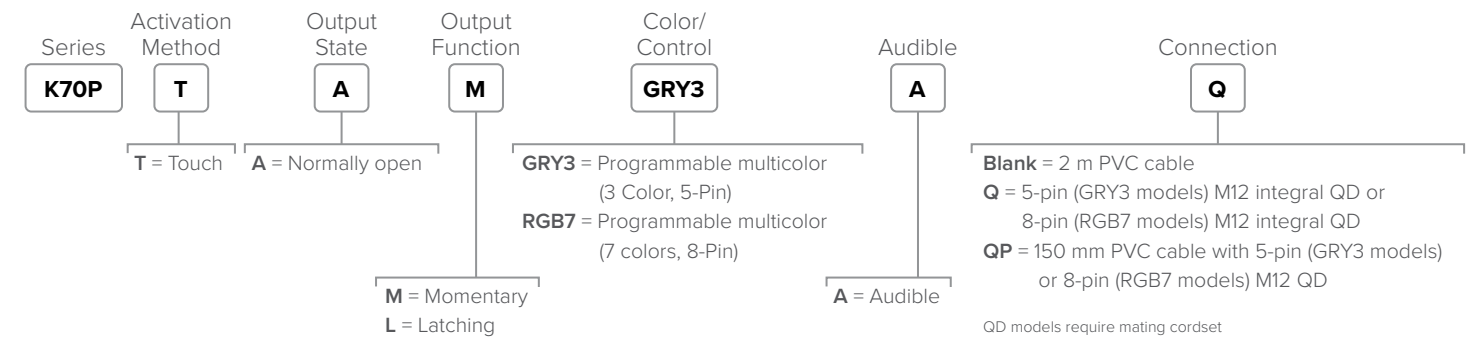 Series
Activation
Method
Output
State
Output
Function
Color/
Control
Audible
Connection
K70P
T
A
M
GRY3
A
Q
T = Touch
A = Normally open
GRY3 = Programmable multicolor
(3 Color, 5-Pin)
RGB7 = Programmable multicolor
(7 colors, 8-Pin)
Blank = 2 m PVC cable
Q = 5-pin (GRY3 models) M12 integral QD or
8-pin (RGB7 models) M12 integral QD
QP = 150 mm PVC cable with 5-pin (GRY3 models)
or 8-pin (RGB7 models) M12 QD
M = Momentary
L = Latching
A = Audible
QD models require mating cordset